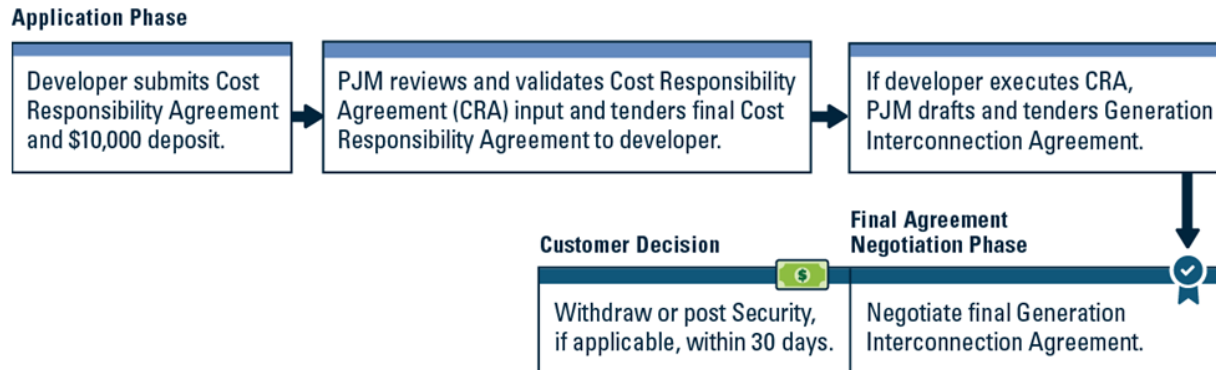 Application Phase
Developer submits Cost
Responsibility Agreement
and $10,000 deposit.
PJM reviews and validates Cost Responsibility
Agreement (CRA) input and tenders final Cost
Responsibility Agreement to developer.
If developer executes CRA,
PJM drafts and tenders Generation
Interconnection Agreement.
Customer Decision
$
Withdraw or post Security,
if applicable, within 30 days.
Final Agreement
Negotiation Phase
Negotiate final Generation
Interconnection Agreement.